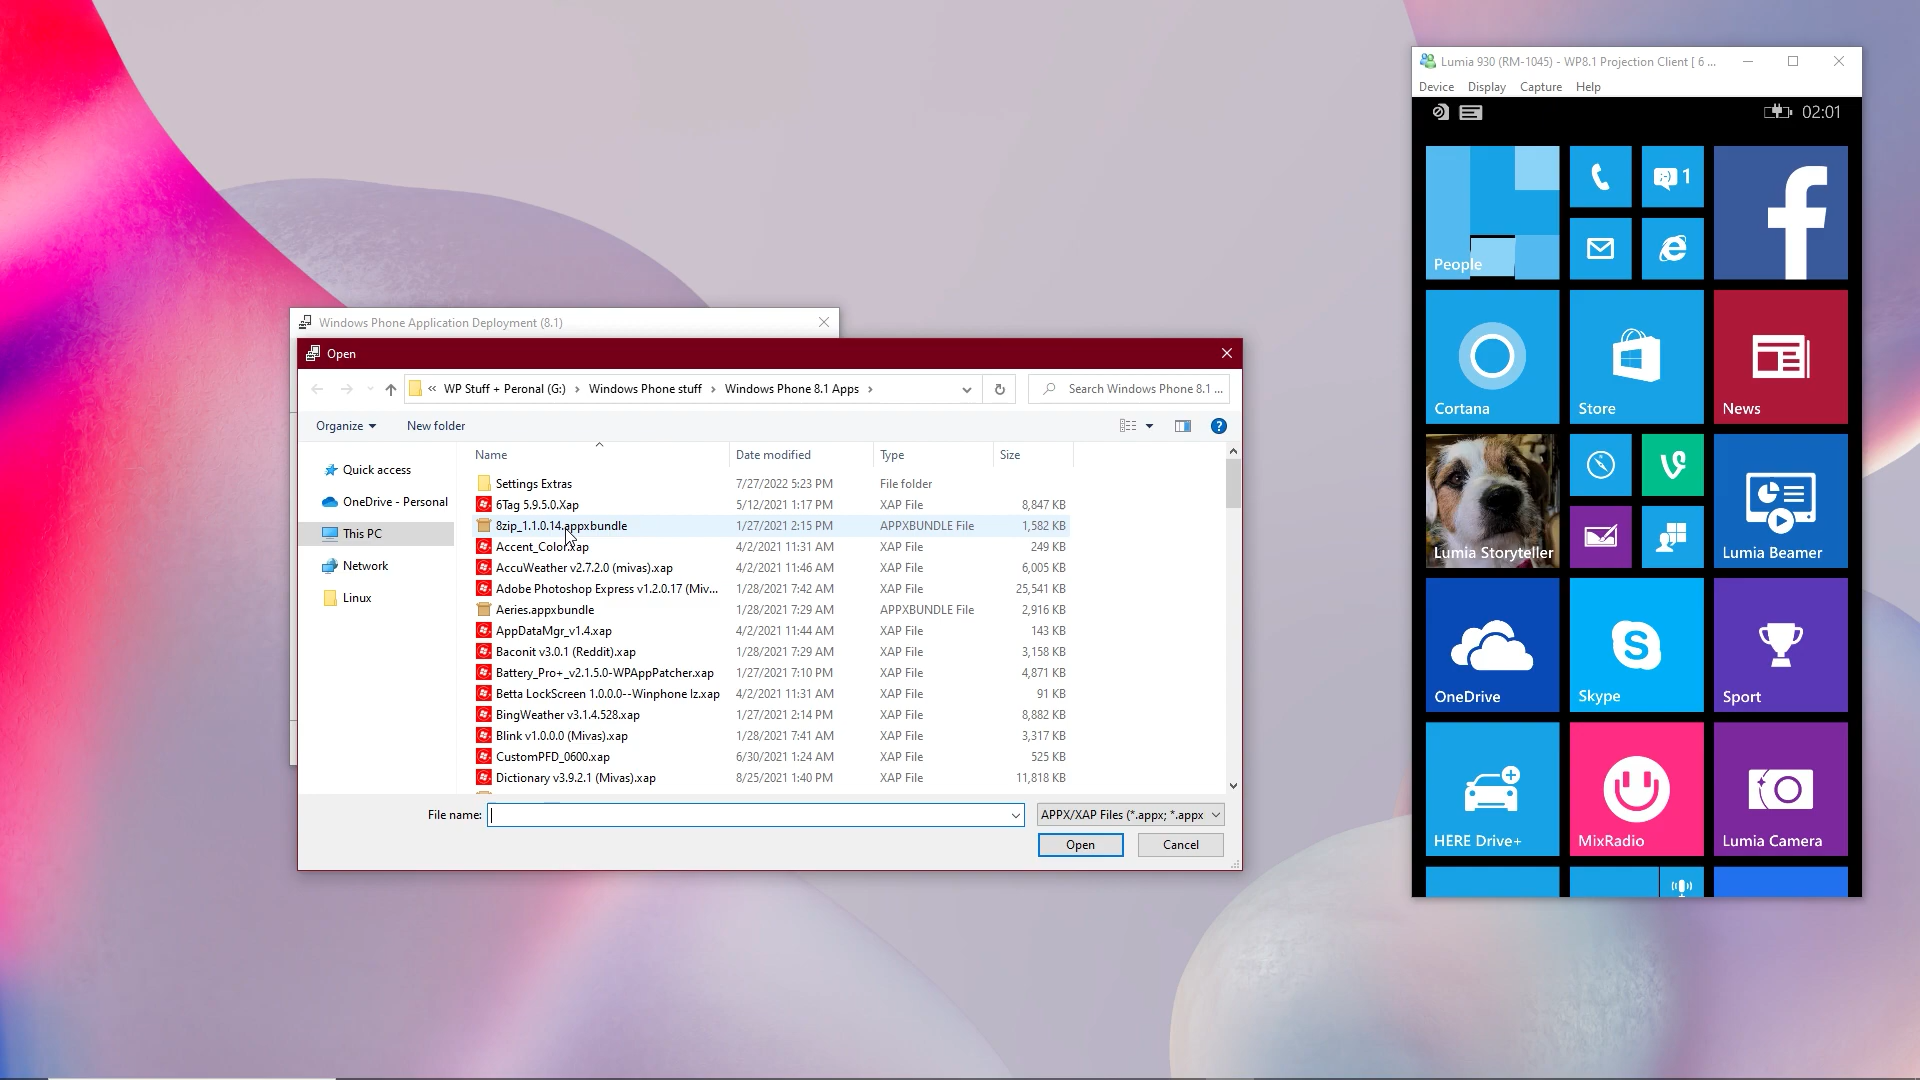 Windows Phone Application Deployment (8.1)
Open
« WP Stuff + Peronal (G:) › Windows Phone stuff › Windows Phone 8.1 Apps ›
Search Windows Phone 8.1 ...
Organize
New folder
Quick access
OneDrive - Personal
This PC
Network
Linux
Name Date modified Type Size
Settings Extras 7/27/2022 5:23 PM File folder
6Tag 5.9.5.0.Xap 5/12/2021 1:17 PM XAP File 8,847 KB
8zip_1.1.0.14.appxbundle 1/27/2021 2:15 PM APPXBUNDLE File 1,582 KB
Accent_Color.xap 4/2/2021 11:31 AM XAP File 249 KB
AccuWeather v2.7.2.0 (mivas).xap 4/2/2021 11:46 AM XAP File 6,005 KB
Adobe Photoshop Express v1.2.0.17 (Miv... 1/28/2021 7:42 AM XAP File 25,541 KB
Aeries.appxbundle 1/28/2021 7:29 AM APPXBUNDLE File 2,916 KB
AppDataMgr_v1.4.xap 4/2/2021 11:44 AM XAP File 143 KB
Baconit v3.0.1 (Reddit).xap 1/28/2021 7:29 AM XAP File 3,158 KB
Battery_Pro+_v2.1.5.0-WPAppPatcher.xap 1/27/2021 7:10 PM XAP File 4,871 KB
Betta LockScreen 1.0.0.0--Winphone Iz.xap 4/2/2021 11:31 AM XAP File 91 KB
BingWeather v3.1.4.528.xap 1/27/2021 2:14 PM XAP File 8,882 KB
Blink v1.0.0.0 (Mivas).xap 1/28/2021 7:41 AM XAP File 3,317 KB
CustomPFD_0600.xap 6/30/2021 1:24 AM XAP File 525 KB
Dictionary v3.9.2.1 (Mivas).xap 8/25/2021 1:40 PM XAP File 11,818 KB
File name:
APPX/XAP Files (*.appx; *.appx
Open
Cancel
Lumia 930 (RM-1045) - WP8.1 Projection Client [ 6 ...
Device Display Capture Help
02:01
People
1
Cortana
Store
News
Lumia Storyteller
Lumia Beamer
OneDrive
Skype
Sport
HERE Drive+
MixRadio
Lumia Camera